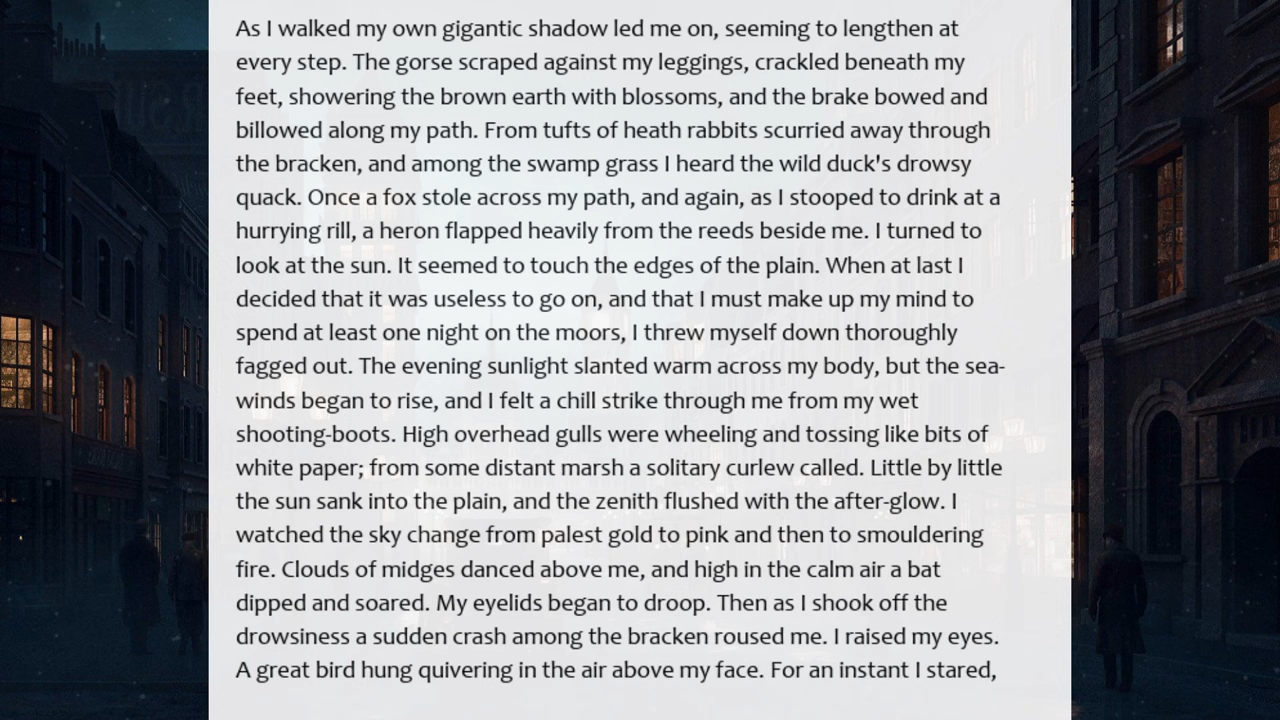 As I walked my own gigantic shadow led me on, seeming to lengthen at
every step. The gorse scraped against my leggings, crackled beneath my
feet, showering the brown earth with blossoms, and the brake bowed and
billowed along my path. From tufts of heath rabbits scurried away through
the bracken, and among the swamp grass I heard the wild duck's drowsy
quack. Once a fox stole across my path, and again, as I stooped to drink at a
hurrying rill, a heron flapped heavily from the reeds beside me. I turned to
look at the sun. It seemed to touch the edges of the plain. When at last I
decided that it was useless to go on, and that I must make up my mind to
spend at least one night on the moors, I threw myself down thoroughly
fagged out. The evening sunlight slanted warm across my body, but the sea-
winds began to rise, and I felt a chill strike through me from my wet
shooting-boots. High overhead gulls were wheeling and tossing like bits of
white paper; from some distant marsh a solitary curlew called. Little by little
the sun sank into the plain, and the zenith flushed with the after-glow. I
watched the sky change from palest gold to pink and then to smouldering
fire. Clouds of midges danced above me, and high in the calm air a bat
dipped and soared. My eyelids began to droop. Then as I shook off the
drowsiness a sudden crash among the bracken roused me. I raised my eyes.
A great bird hung quivering in the air above my face. For an instant I stared,